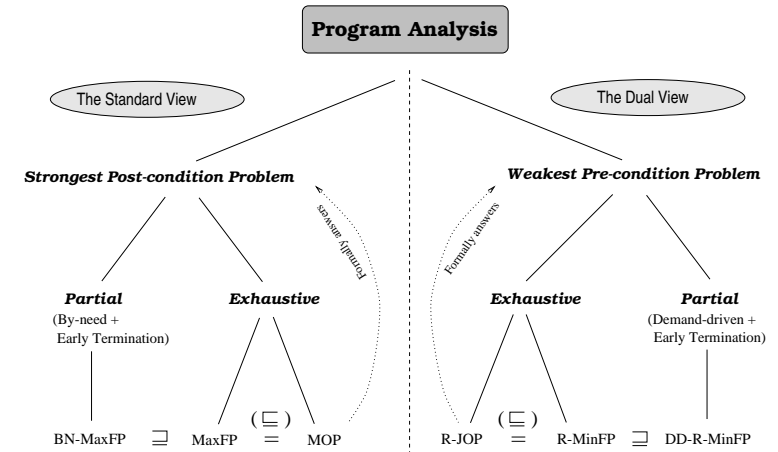 Program Analysis
The Standard View
The Dual View
Strongest Post-condition Problem
Weakest Pre-condition Problem
Formally answers
Formally answers
Partial
(By-need +
Early Termination)
Exhaustive
Exhaustive
Partial
(Demand-driven +
Early Termination)
( ⊑ )
( ⊑ )
BN-MaxFP ⊒ MaxFP = MOP
R-JOP = R-MinFP ⊒ DD-R-MinFP